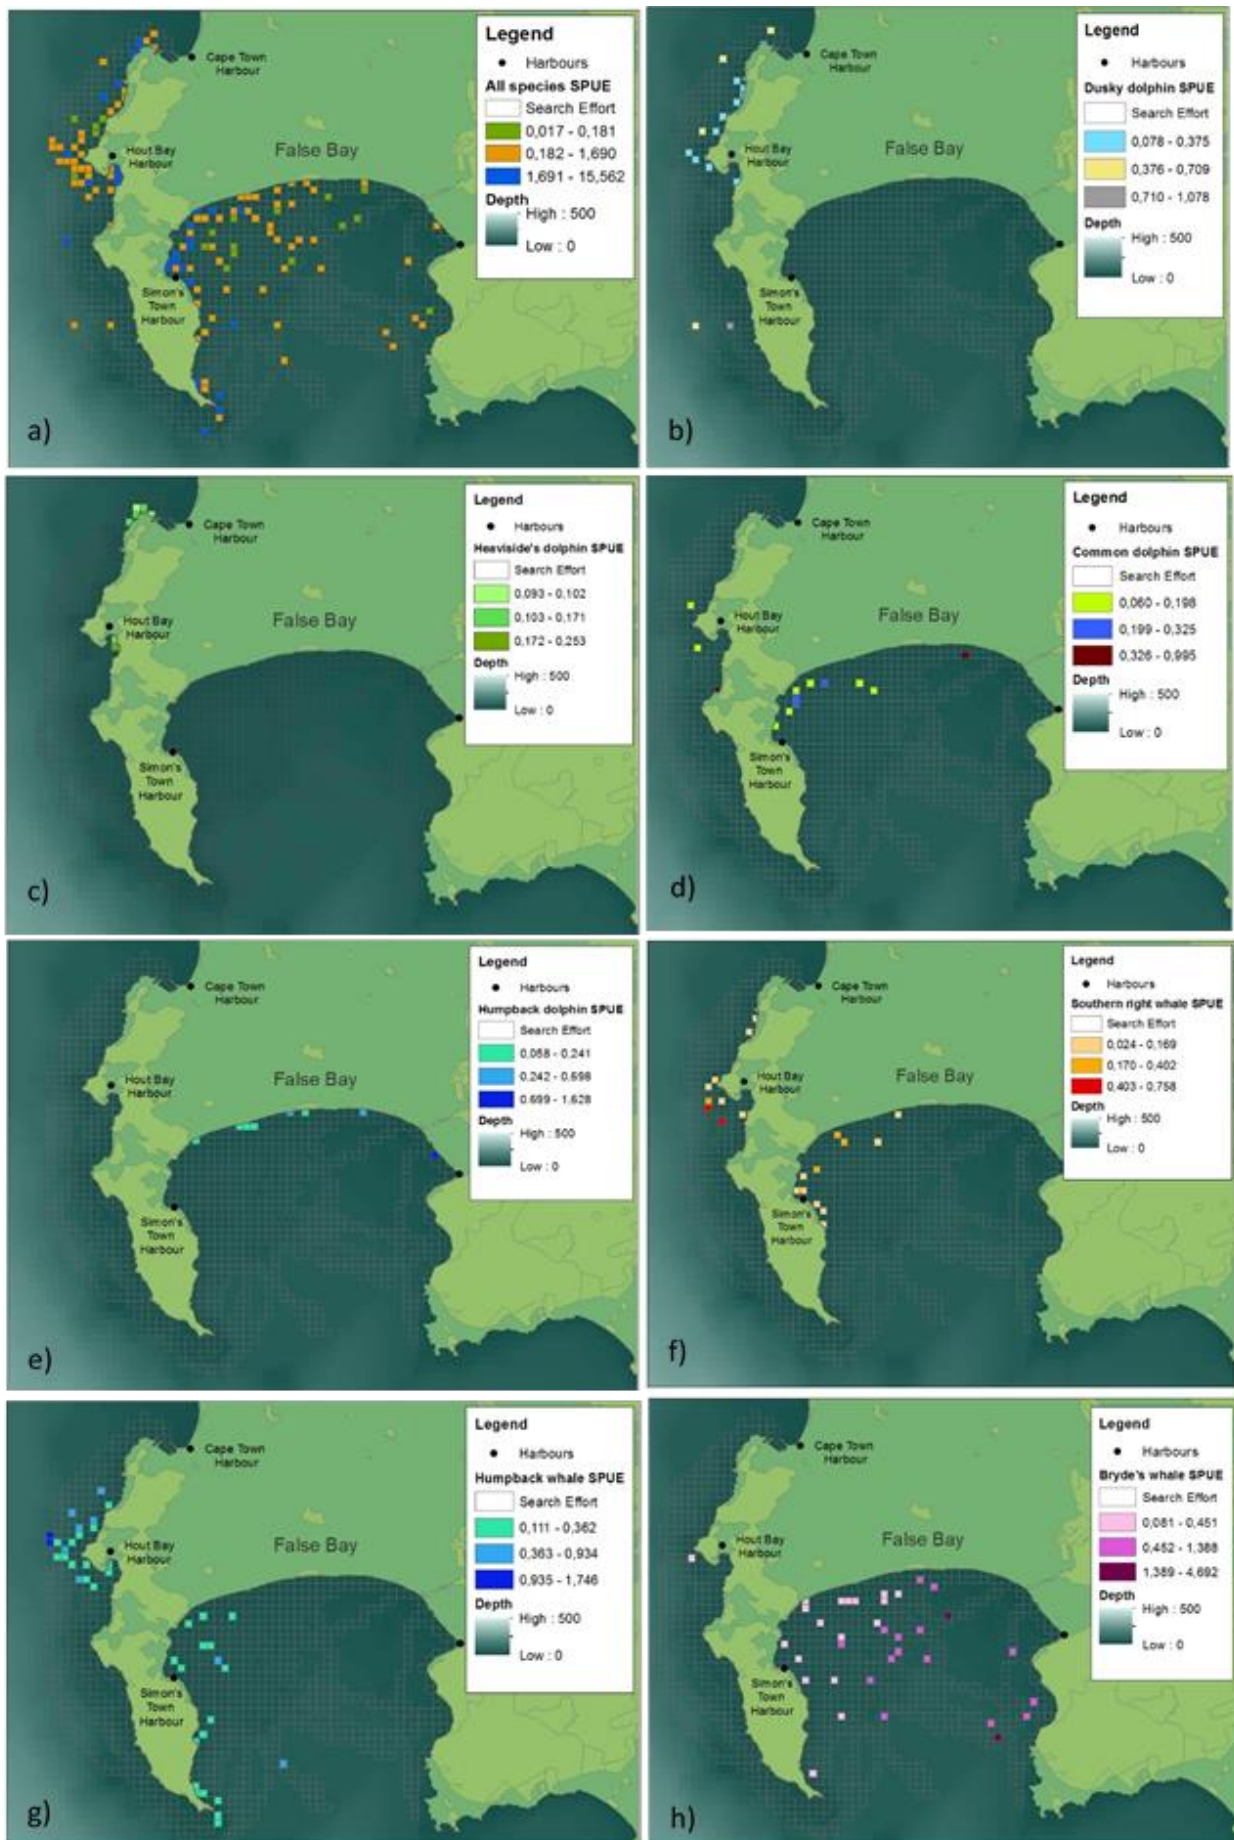 Legend
Harbours
All species SPUE
Search Effort
0,017 - 0,181
0,182 - 1,690
1,691 - 15,562
Depth
High : 500
Low : 0
Cape Town
Harbour
Hout Bay
Harbour
False Bay
Simon's
Town
Harbour
a)
Legend
Harbours
Dusky dolphin SPUE
Search Effort
0,078 - 0,375
0,376 - 0,709
0,710 - 1,078
Depth
High : 500
Low : 0
Cape Town
Harbour
Hout Bay
Harbour
False Bay
Simon's
Town
Harbour
b)
Legend
Harbours
Heaviside's dolphin SPUE
Search Effort
0,093 - 0,102
0,103 - 0,171
0,172 - 0,253
Depth
High : 500
Low : 0
Cape Town
Harbour
Hout Bay
Harbour
False Bay
Simon's
Town
Harbour
c)
Legend
Harbours
Common dolphin SPUE
Search Effort
0,060 - 0,198
0,199 - 0,325
0,326 - 0,995
Depth
High : 500
Low : 0
Cape Town
Harbour
Hout Bay
Harbour
False Bay
Simon's
Town
Harbour
d)
Legend
Harbours
Humpback dolphin SPUE
Search Effort
0,058 - 0,241
0,242 - 0,698
0,699 - 1,628
Depth
High : 500
Low : 0
Cape Town
Harbour
Hout Bay
Harbour
False Bay
Simon's
Town
Harbour
e)
Legend
Harbours
Southern right whale SPUE
Search Effort
0,024 - 0,169
0,170 - 0,402
0,403 - 0,758
Depth
High : 500
Low : 0
Cape Town
Harbour
Hout Bay
Harbour
False Bay
Simon's
Town
Harbour
f)
Legend
Harbours
Humpback whale SPUE
Search Effort
0,111 - 0,362
0,363 - 0,934
0,935 - 1,746
Depth
High : 500
Low : 0
Cape Town
Harbour
Hout Bay
Harbour
False Bay
Simon's
Town
Harbour
g)
Legend
Harbours
Bryde's whale SPUE
Search Effort
0,081 - 0,451
0,452 - 1,388
1,389 - 4,692
Depth
High : 500
Low : 0
Cape Town
Harbour
Hout Bay
Harbour
False Bay
Simon's
Town
Harbour
h)